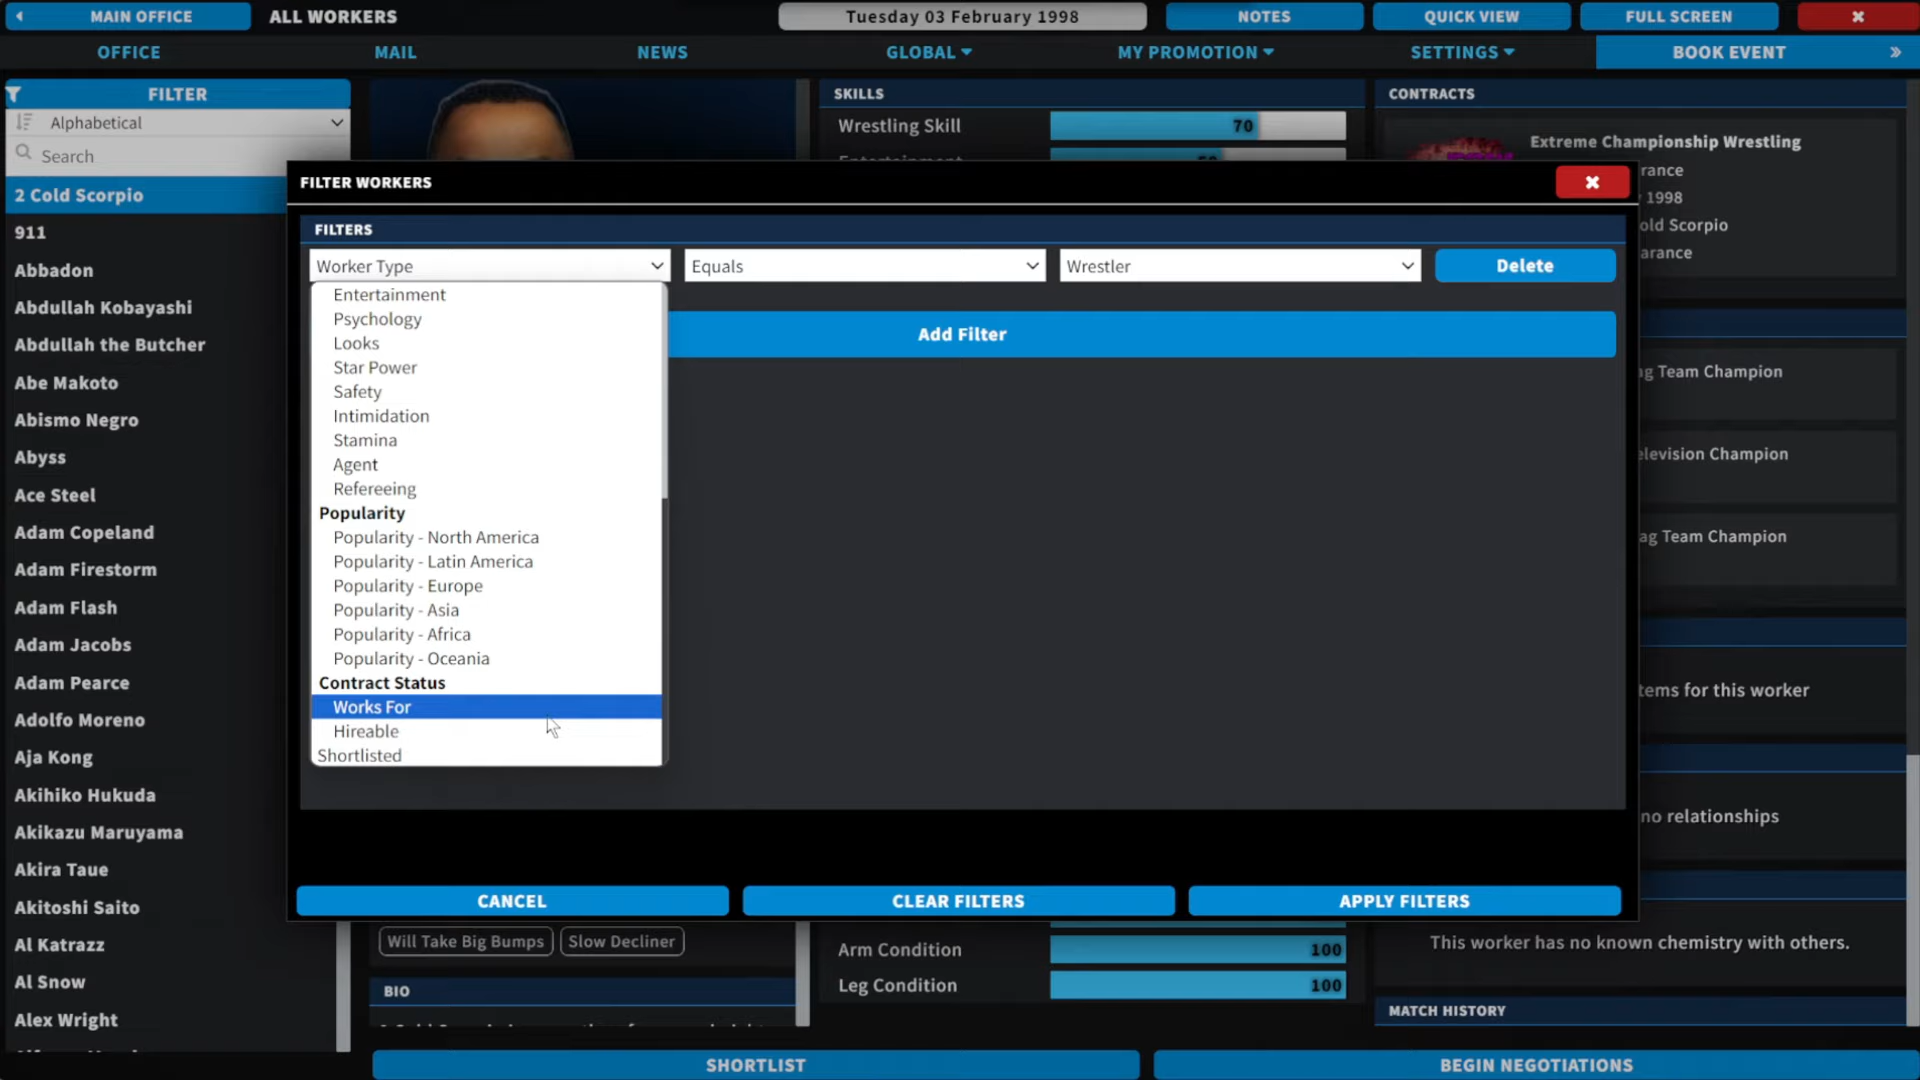 MAIN OFFICE
ALL WORKERS
Tuesday 03 February 1998
NOTES
QUICK VIEW
FULL SCREEN
OFFICE
MAIL
NEWS
GLOBAL
MY PROMOTION
SETTINGS
BOOK EVENT
FILTER
Alphabetical
Search
2 Cold Scorpio
911
Abbadon
Abdullah Kobayashi
Abdullah the Butcher
Abe Makoto
Abismo Negro
Abyss
Ace Steel
Adam Copeland
Adam Firestorm
Adam Flash
Adam Jacobs
Adam Pearce
Adolfo Moreno
Aja Kong
Akihiko Hukuda
Akikazu Maruyama
Akira Taue
Akitoshi Saito
Al Katrazz
Al Snow
Alex Wright
SKILLS
Wrestling Skill 70
CONTRACTS
Extreme Championship Wrestling
rance
1998
old Scorpio
arance
FILTER WORKERS
FILTERS
Worker Type
Equals
Wrestler
Delete
Entertainment
Psychology
Looks
Star Power
Safety
Intimidation
Stamina
Agent
Refereeing
Popularity
Popularity - North America
Popularity - Latin America
Popularity - Europe
Popularity - Asia
Popularity - Africa
Popularity - Oceania
Contract Status
Works For
Hireable
Shortlisted
Add Filter
ag Team Champion
elevision Champion
ag Team Champion
tems for this worker
no relationships
CANCEL
CLEAR FILTERS
APPLY FILTERS
Will Take Big Bumps
Slow Decliner
BIO
Arm Condition 100
Leg Condition 100
This worker has no known chemistry with others.
MATCH HISTORY
SHORTLIST
BEGIN NEGOTIATIONS